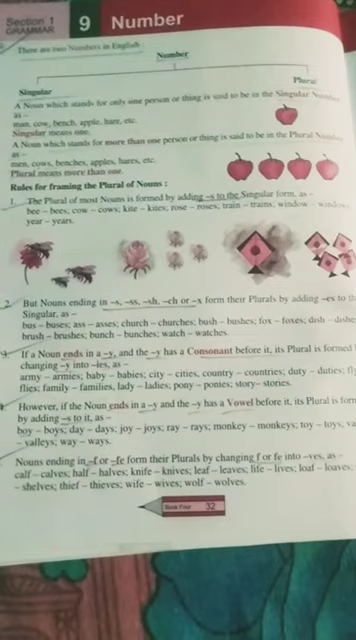 Section 1
GRAMMAR
9 Number
There are two Numbers in English :
Number
Singular Plural
A Noun which stands for only one person or thing is said to be in the Singular Number
as –
man, cow, bench, apple, hare, etc.
Singular means one.
A Noun which stands for more than one person or thing is said to be in the Plural Number
as –
men, cows, benches, apples, hares, etc.
Plural means more than one.
Rules for framing the Plural of Nouns :
1. The Plural of most Nouns is formed by adding –s to the Singular form, as –
bee – bees, cow – cows; kite – kites; rose – roses, train – trains; window – windows
year – years.
2. But Nouns ending in –s, –ss, –sh, –ch or –x form their Plurals by adding –es to the
Singular, as –
bus – buses; ass – asses; church – churches; bush – bushes; fox – foxes; dish – dishes
brush – brushes; bunch – bunches; watch – watches.
3. If a Noun ends in a –y, and the –y has a Consonant before it, its Plural is formed
changing –y into –ies, as –
army – armies; baby – babies; city – cities, country – countries; duty – duties; fly
flies; family – families, lady – ladies; pony – ponies; story– stories.
However, if the Noun ends in a –y and the –y has a Vowel before it, its Plural is
by adding –s to it, as –
boy – boys; day – days; joy – joys; ray – rays; monkey – monkeys; toy – toys;
– valleys; way – ways.
Nouns ending in –f or –fe form their Plurals by changing f or fe into –ves, as –
calf – calves; half – halves; knife – knives; leaf – leaves; life – lives; loaf – loaves;
– shelves; thief – thieves; wife – wives; wolf – wolves.
Book Four 32